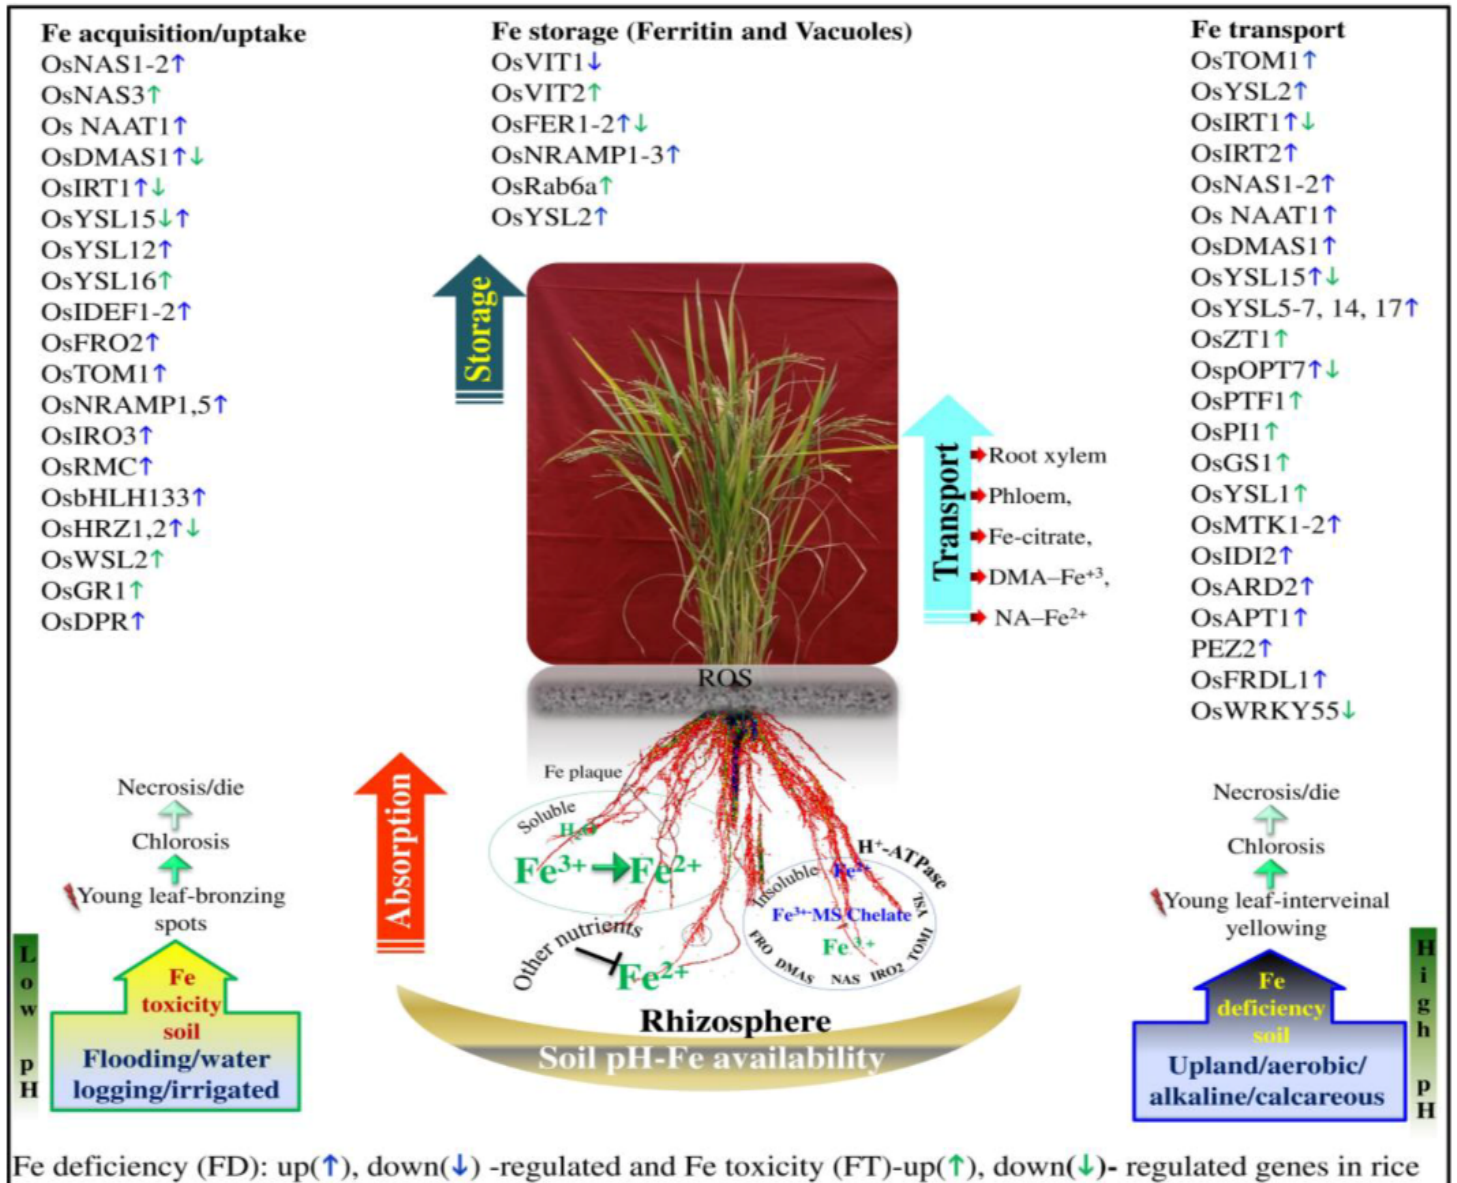 Fe acquisition/uptake
OsNAS1-2↑
OsNAS3↑
Os NAAT1↑
OsDMAS1↑↓
OsIRT1↑↓
OsYSL15↓↑
OsYSL12↑
OsYSL16↑
OsIDEF1-2↑
OsFRO2↑
OsTOM1↑
OsNRAMP1,5↑
OsIRO3↑
OsRMC↑
OsbHLH133↑
OsHRZ1,2↑↓
OsWSL2↑
OsGR1↑
OsDPR↑
Fe storage (Ferritin and Vacuoles)
OsVIT1↓
OsVIT2↑
OsFER1-2↑↓
OsNRAMP1-3↑
OsRab6a↑
OsYSL2↑
Fe transport
OsTOM1↑
OsYSL2↑
OsIRT1↑↓
OsIRT2↑
OsNAS1-2↑
Os NAAT1↑
OsDMAS1↑
OsYSL15↑↓
OsYSL5-7, 14, 17↑
OsZT1↑
OspOPT7↑↓
OsPTF1↑
OsPI1↑
OsGS1↑
OsYSL1↑
OsMTK1-2↑
OsIDI2↑
OsARD2↑
OsAPT1↑
PEZ2↑
OsFRDL1↑
OsWRKY55↓
Storage
Transport
Root xylem
Phloem,
Fe-citrate,
DMA–Fe⁺³,
NA–Fe²⁺
ROS
Absorption
Fe plaque
Soluble
H₂O
Fe³⁺→Fe²⁺
Other nutrients
Fe²⁺
H⁺-ATPase
Insoluble
Fe²⁺
Fe³⁺-MS Chelate
Fe³⁺
FRO
DMAS
NAS
IRO2
TOM1
YSL
Rhizosphere
Soil pH-Fe availability
Necrosis/die
Chlorosis
Young leaf-bronzing
spots
Low pH
Fe
toxicity
soil
Flooding/water
logging/irrigated
Necrosis/die
Chlorosis
Young leaf-interveinal
yellowing
Fe
deficiency
soil
Upland/aerobic/
alkaline/calcareous
High pH
Fe deficiency (FD): up(↑), down(↓) -regulated and Fe toxicity (FT)-up(↑), down(↓)- regulated genes in rice